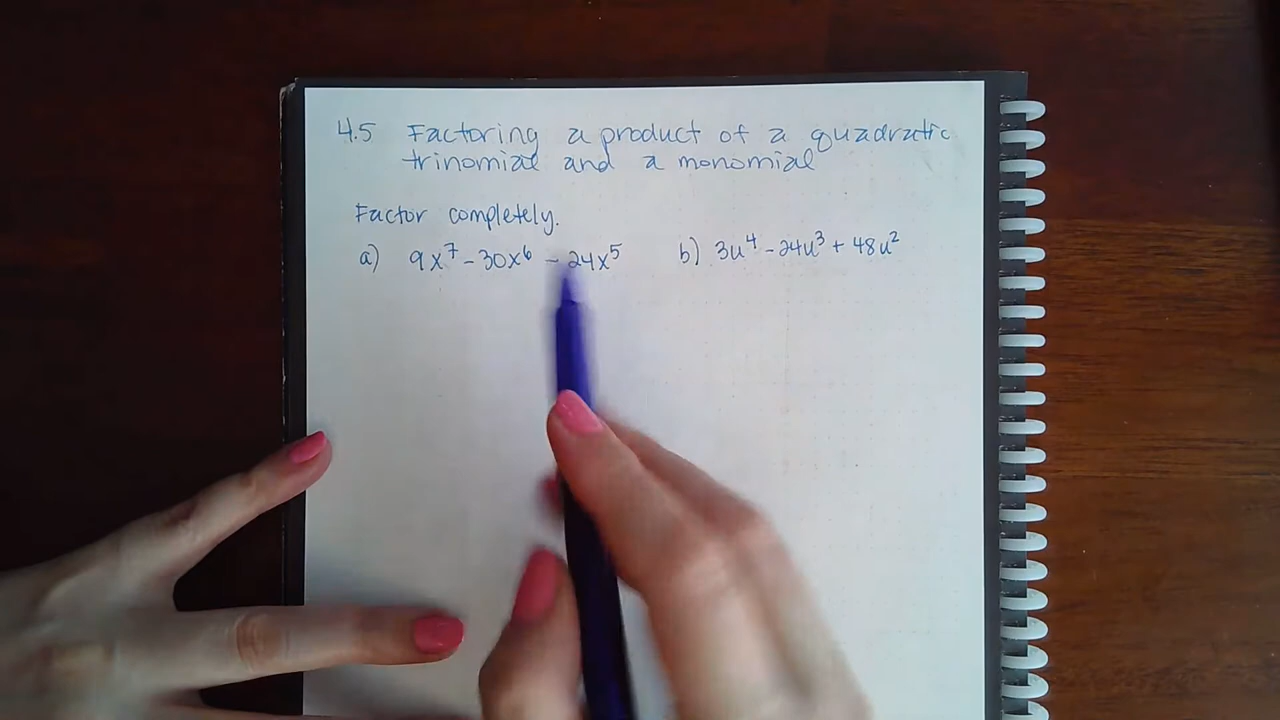 4.5 Factoring a product of a quadratic
trinomial and a monomial
Factor completely.
a) 9x⁷ - 30x⁶ - 24x⁵ b) 3u⁴ - 24u³ + 48u²